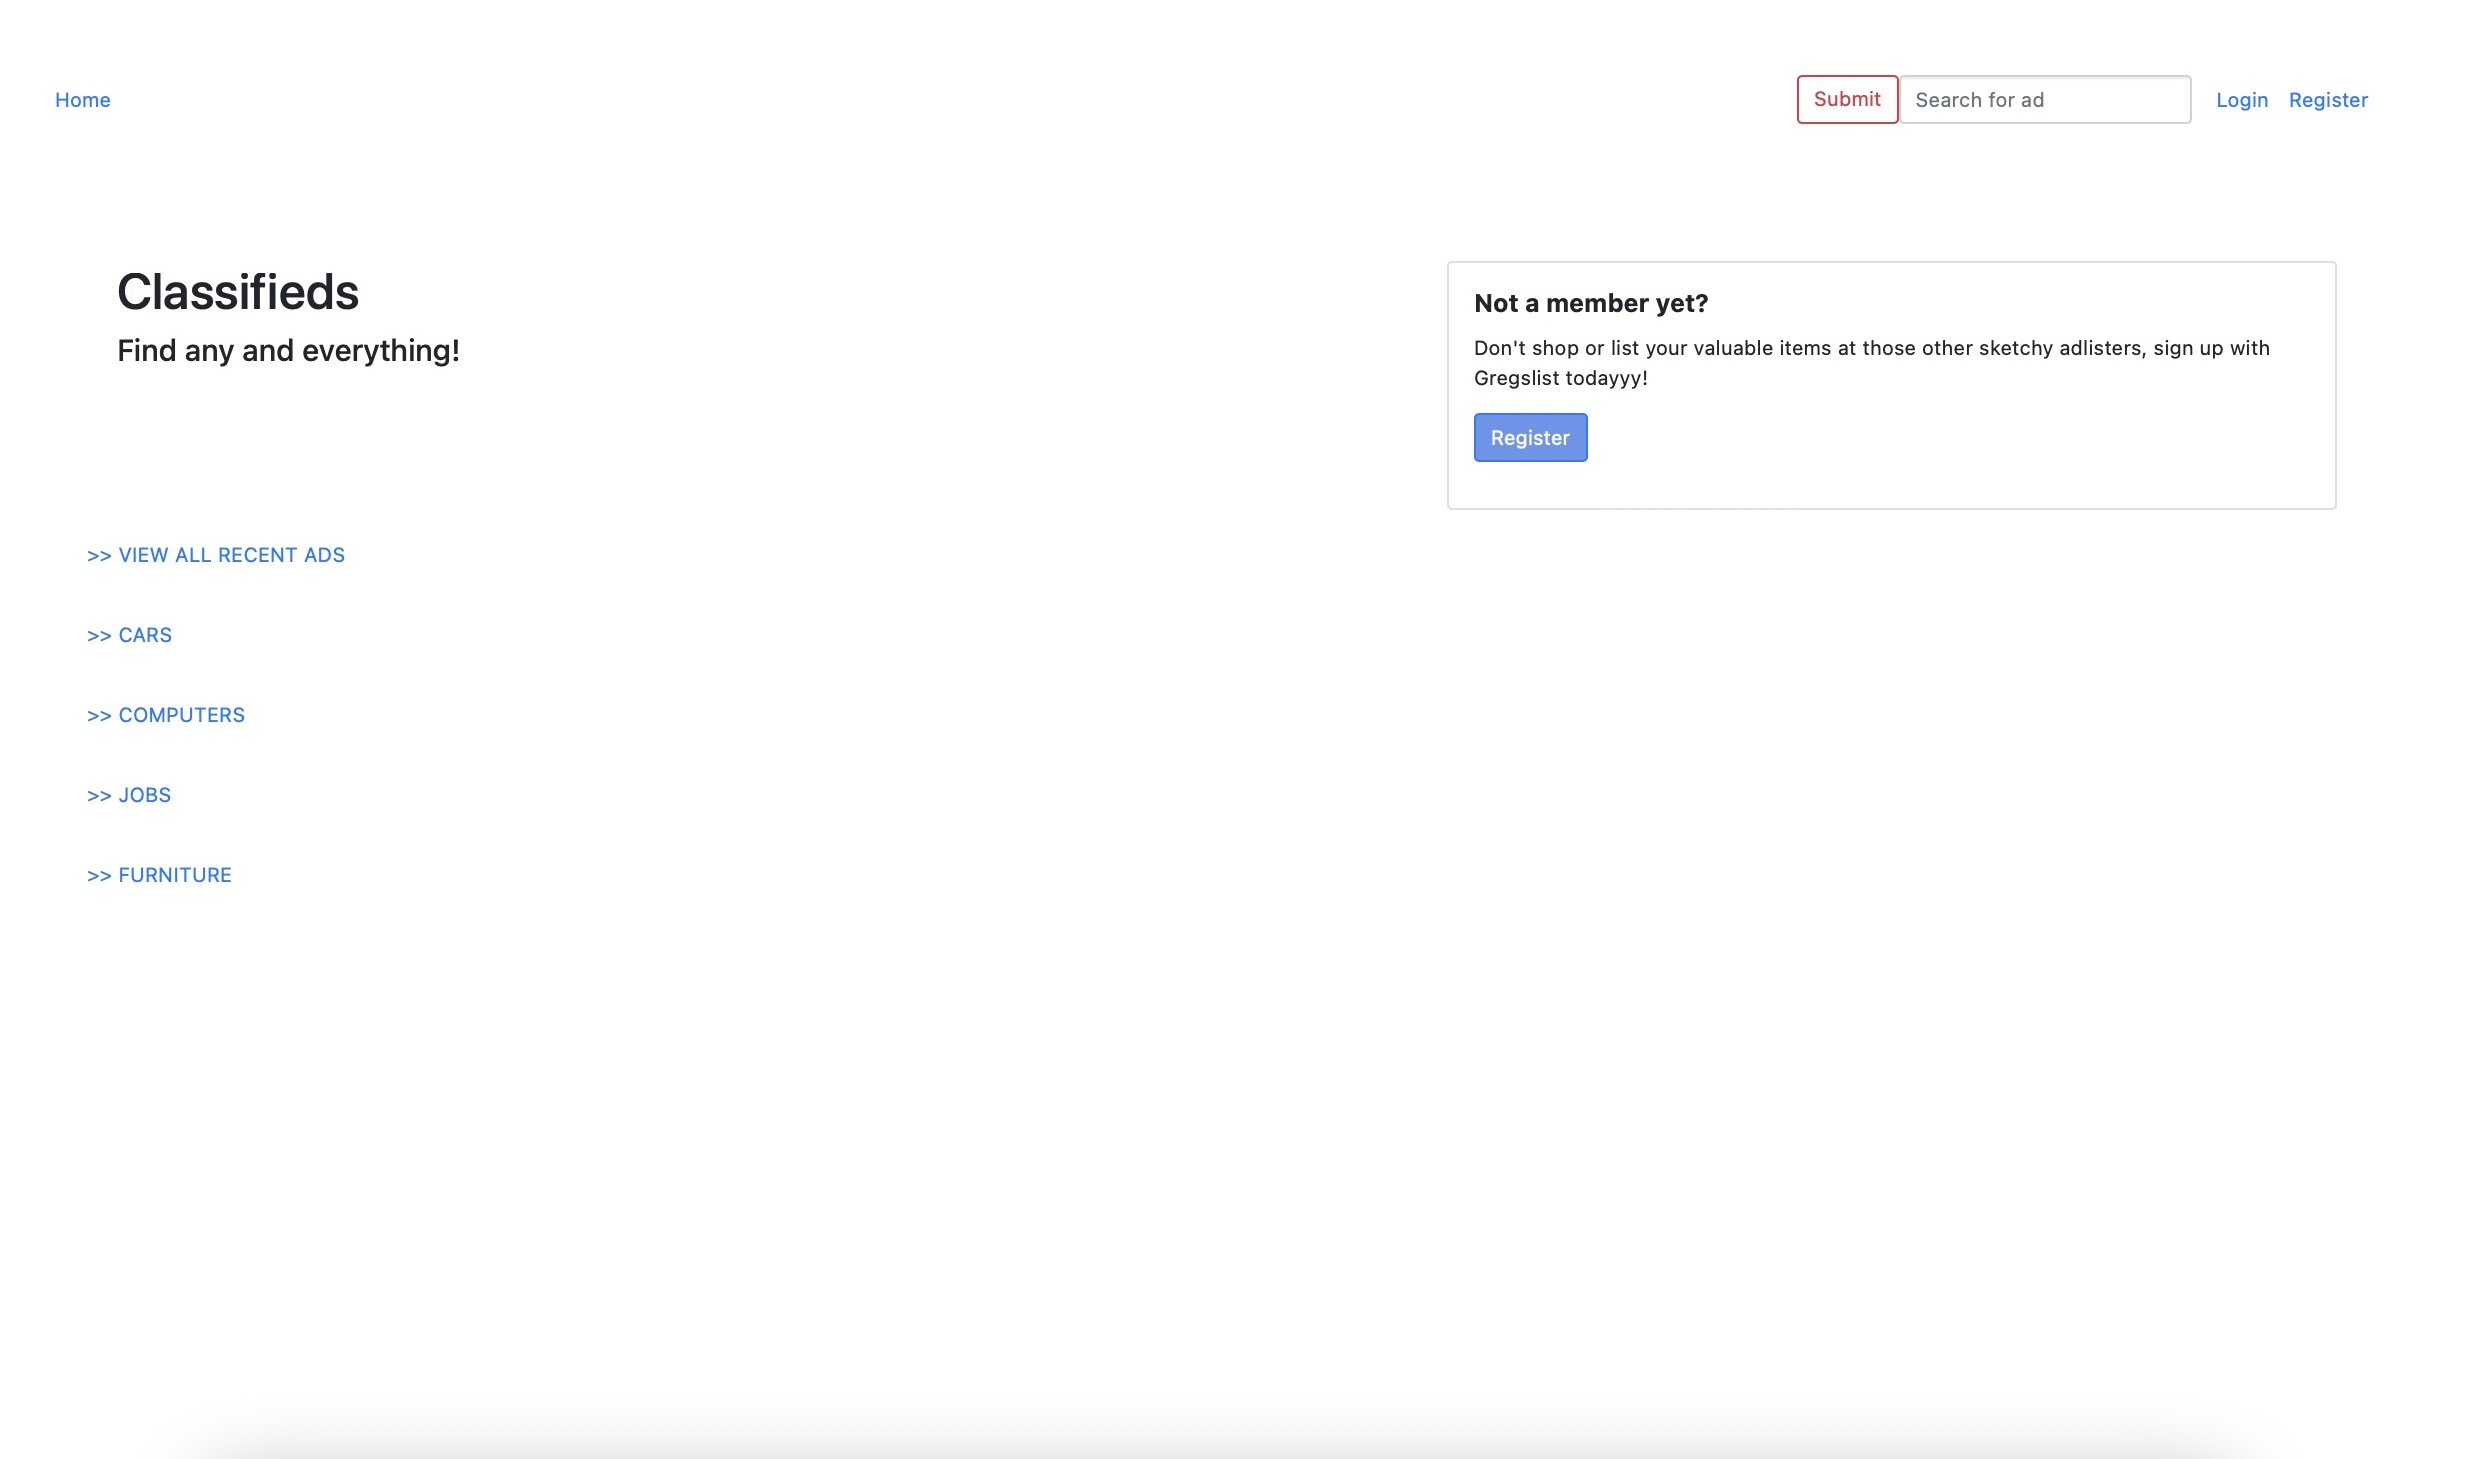 Home
Submit
Search for ad
Login
Register
Classifieds
Find any and everything!
Not a member yet?
Don't shop or list your valuable items at those other sketchy adlisters, sign up with
Gregslist todayyy!
Register
>> VIEW ALL RECENT ADS
>> CARS
>> COMPUTERS
>> JOBS
>> FURNITURE